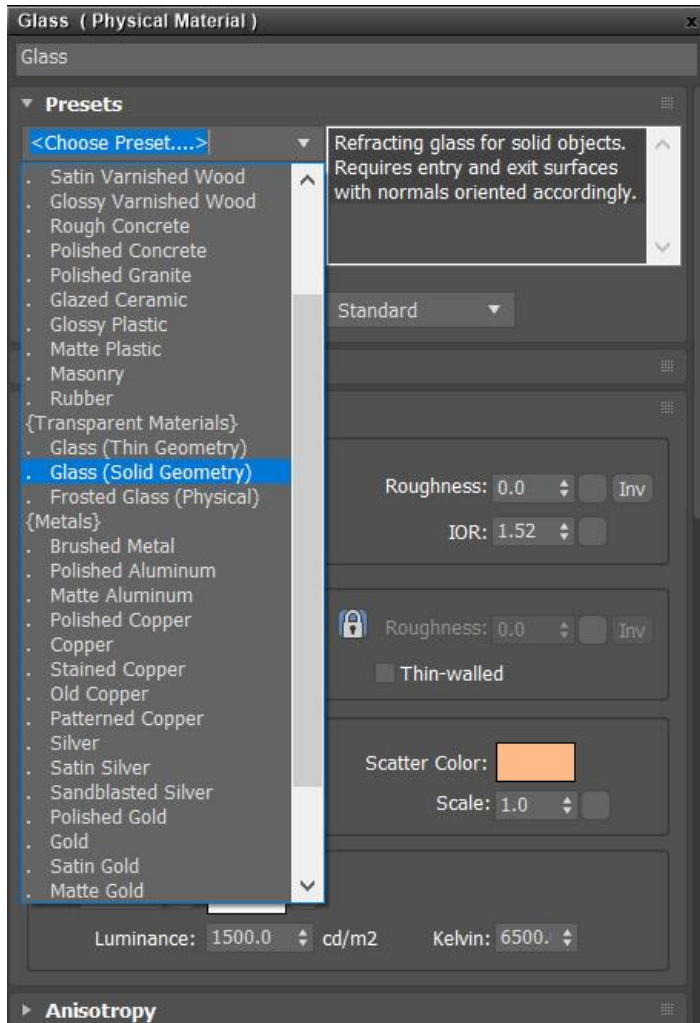 Glass ( Physical Material )
x
Glass
Presets
<Choose Preset....>
Refracting glass for solid objects.
Requires entry and exit surfaces
with normals oriented accordingly.
. Satin Varnished Wood
. Glossy Varnished Wood
. Rough Concrete
. Polished Concrete
. Polished Granite
. Glazed Ceramic
. Glossy Plastic
. Matte Plastic
. Masonry
. Rubber
{Transparent Materials}
. Glass (Thin Geometry)
. Glass (Solid Geometry)
. Frosted Glass (Physical)
{Metals}
. Brushed Metal
. Polished Aluminum
. Matte Aluminum
. Polished Copper
. Copper
. Stained Copper
. Old Copper
. Patterned Copper
. Silver
. Satin Silver
. Sandblasted Silver
. Polished Gold
. Gold
. Satin Gold
. Matte Gold
Standard
Roughness: 0.0 Inv
IOR: 1.52
Roughness: 0.0 Inv
Thin-walled
Scatter Color:
Scale: 1.0
Luminance: 1500.0 cd/m2 Kelvin: 6500.
Anisotropy